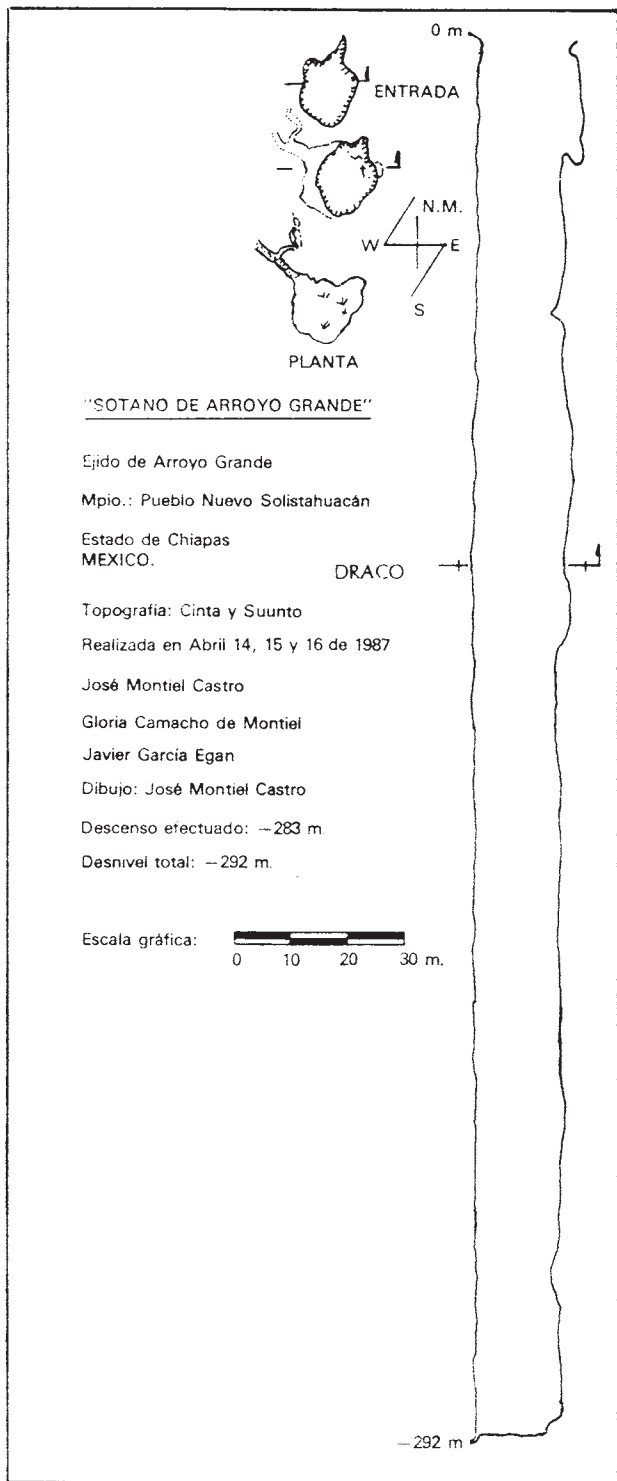 0 m
ENTRADA
N.M.
W E
S
PLANTA
"SOTANO DE ARROYO GRANDE"
Ejido de Arroyo Grande
Mpio.: Pueblo Nuevo Solistahuacán
Estado de Chiapas
MEXICO.
DRACO
Topografia: Cinta y Suunto
Realizada en Abril 14, 15 y 16 de 1987
José Montiel Castro
Gloria Camacho de Montiel
Javier García Egan
Dibujo: José Montiel Castro
Descenso efectuado: −283 m.
Desnivel total: −292 m.
Escala gráfica:
0 10 20 30 m.
−292 m